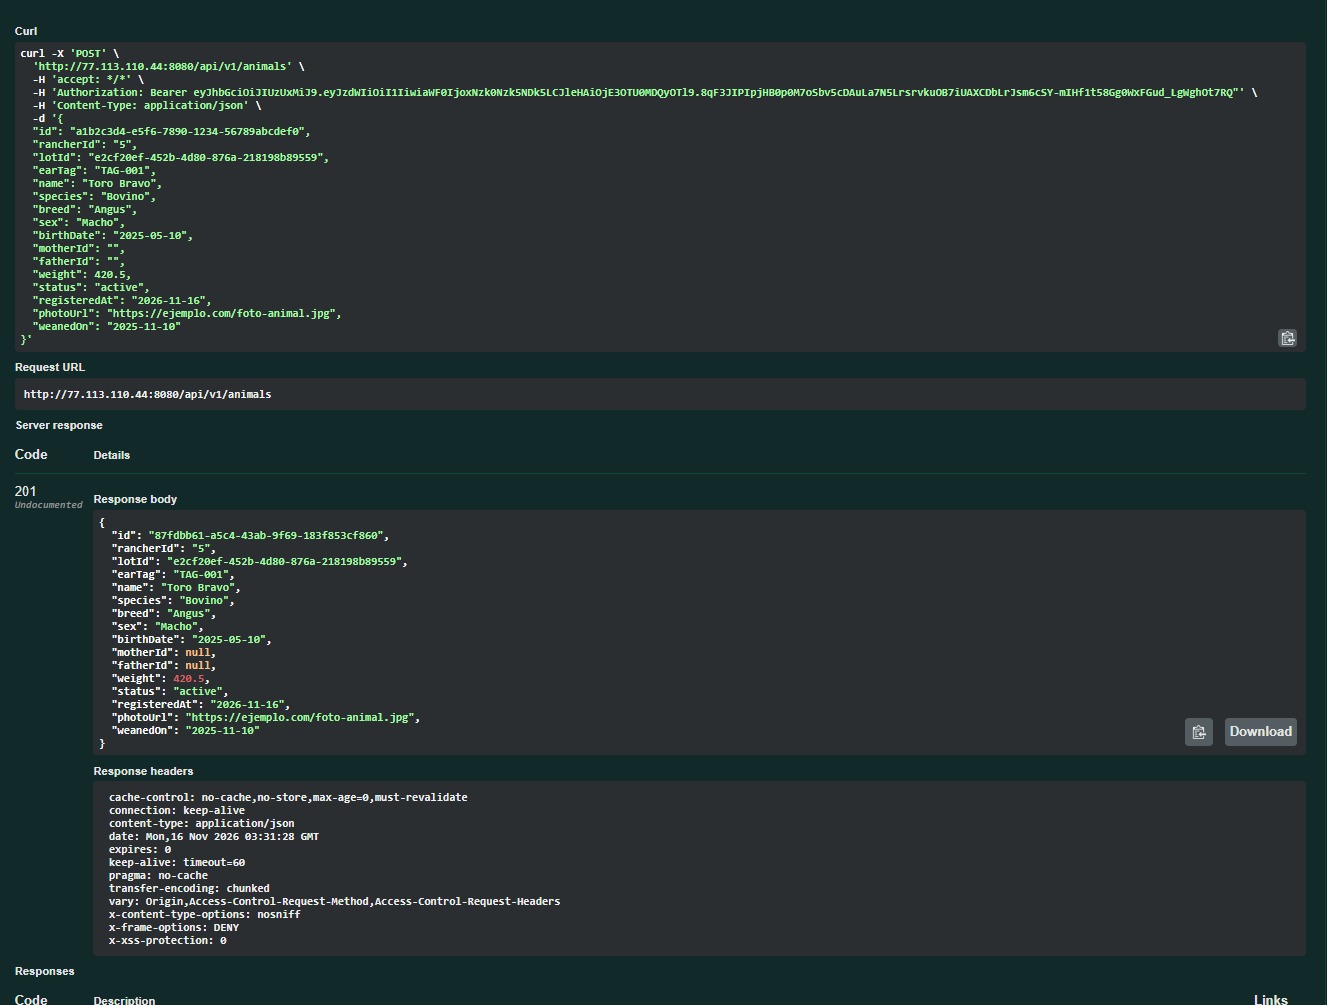 Curl
curl -X 'POST' \
'http://77.113.110.44:8080/api/v1/animals' \
-H 'accept: */*' \
-H 'Authorization: Bearer eyJhbGciOiJIUzUxMiJ9.eyJzdWIiOiI1IiwiaWF0IjoxNzk0Nzk5NDk5LCJleHAiOjE3OTU0MDQyOTl9.8qF3JIPIpjHB0p0M7oSbv5cDAuLa7N5LrsrvkuOB7iUAXCDbLrJsm6cSY-mIHf1t58Gg0WxFGud_LgWghOt7RQ"' \
-H 'Content-Type: application/json' \
-d '{
"id": "a1b2c3d4-e5f6-7890-1234-56789abcdef0",
"rancherId": "5",
"lotId": "e2cf20ef-452b-4d80-876a-218198b89559",
"earTag": "TAG-001",
"name": "Toro Bravo",
"species": "Bovino",
"breed": "Angus",
"sex": "Macho",
"birthDate": "2025-05-10",
"motherId": "",
"fatherId": "",
"weight": 420.5,
"status": "active",
"registeredAt": "2026-11-16",
"photoUrl": "https://ejemplo.com/foto-animal.jpg",
"weanedOn": "2025-11-10"
}'
Request URL
http://77.113.110.44:8080/api/v1/animals
Server response
Code Details
201
Undocumented
Response body
{
"id": "87fdbb61-a5c4-43ab-9f69-183f853cf860",
"rancherId": "5",
"lotId": "e2cf20ef-452b-4d80-876a-218198b89559",
"earTag": "TAG-001",
"name": "Toro Bravo",
"species": "Bovino",
"breed": "Angus",
"sex": "Macho",
"birthDate": "2025-05-10",
"motherId": null,
"fatherId": null,
"weight": 420.5,
"status": "active",
"registeredAt": "2026-11-16",
"photoUrl": "https://ejemplo.com/foto-animal.jpg",
"weanedOn": "2025-11-10"
}
Download
Response headers
cache-control: no-cache,no-store,max-age=0,must-revalidate
connection: keep-alive
content-type: application/json
date: Mon,16 Nov 2026 03:31:28 GMT
expires: 0
keep-alive: timeout=60
pragma: no-cache
transfer-encoding: chunked
vary: Origin,Access-Control-Request-Method,Access-Control-Request-Headers
x-content-type-options: nosniff
x-frame-options: DENY
x-xss-protection: 0
Responses
Code Description Links